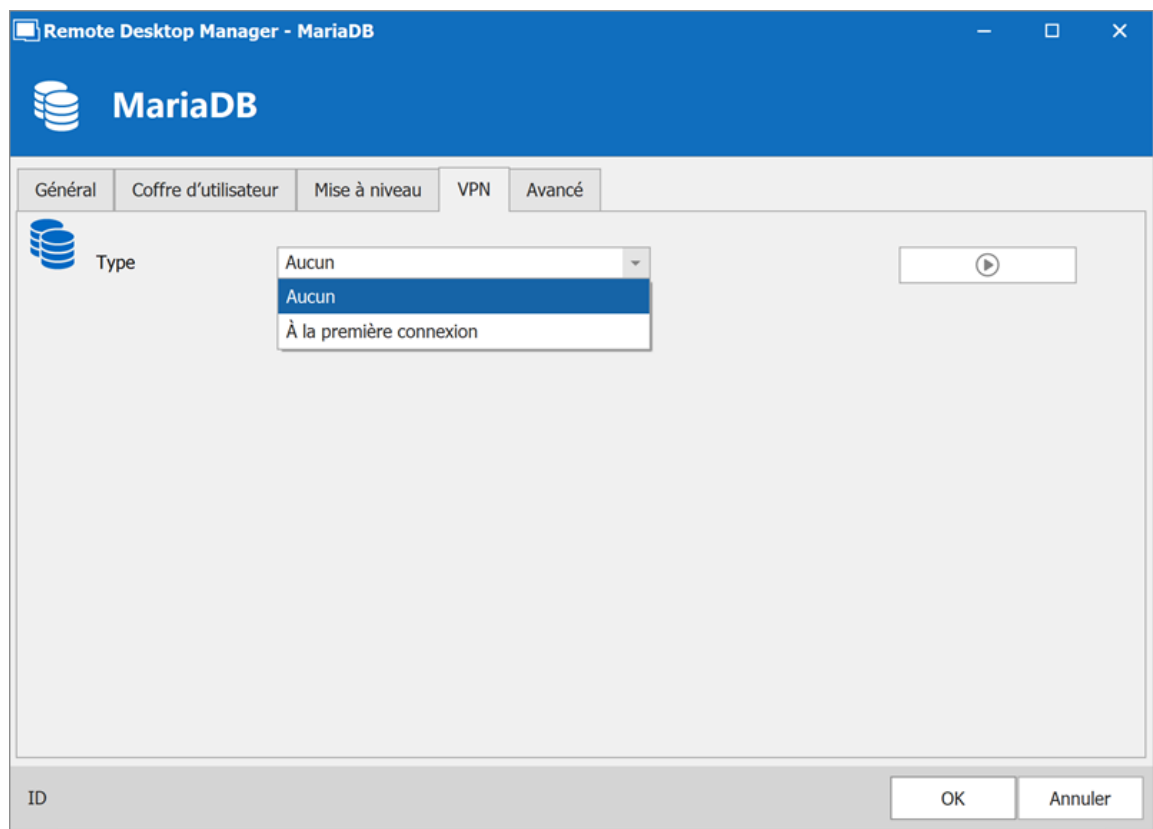 Remote Desktop Manager - MariaDB
MariaDB
Général Coffre d'utilisateur Mise à niveau VPN Avancé
Type Aucun
Aucun
À la première connexion
ID OK Annuler